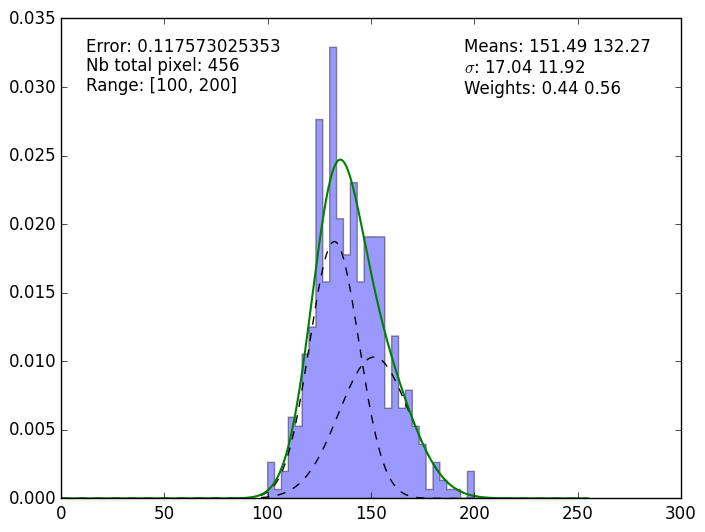 0.035
Error: 0.117573025353
Nb total pixel: 456
Range: [100, 200]
Means: 151.49 132.27
σ: 17.04 11.92
Weights: 0.44 0.56
0.030
0.025
0.020
0.015
0.010
0.005
0.000
0 50 100 150 200 250 300